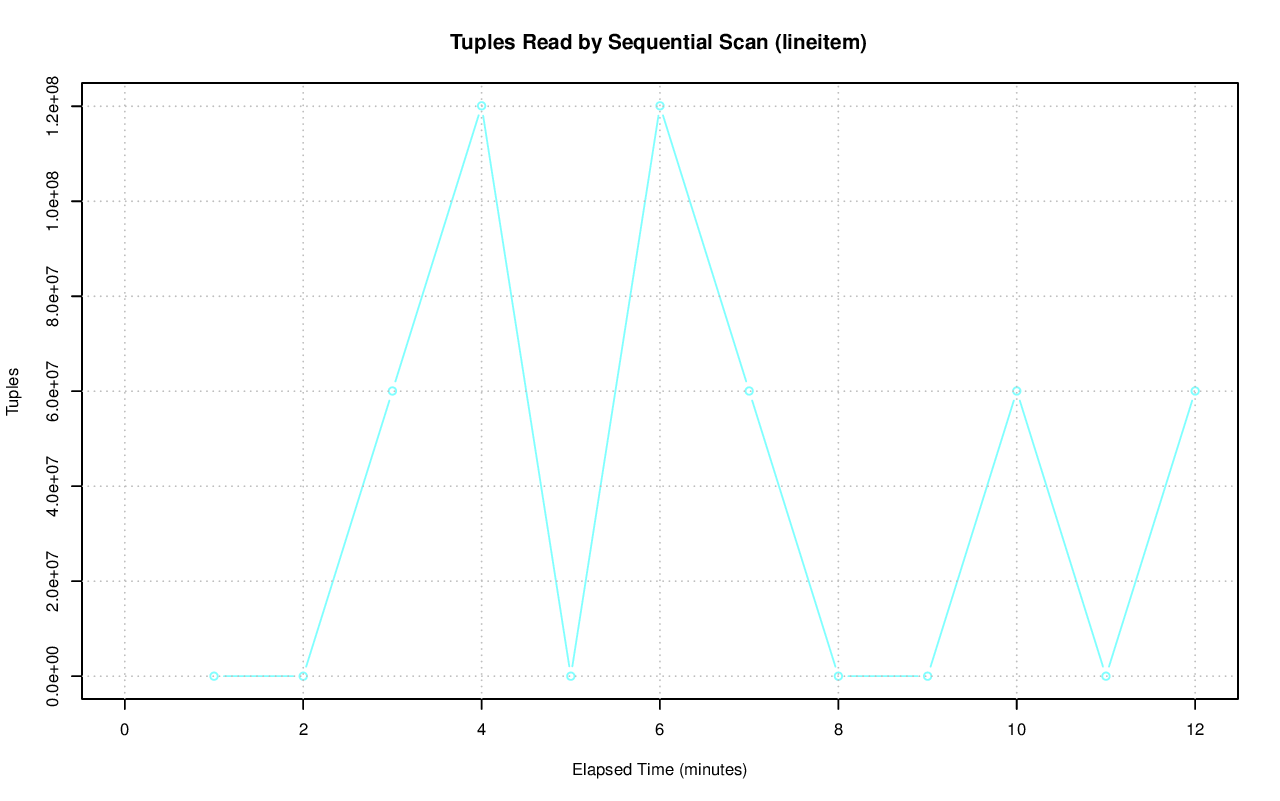 Tuples Read by Sequential Scan (lineitem)
Tuples
1.2e+08
1.0e+08
8.0e+07
6.0e+07
4.0e+07
2.0e+07
0.0e+00
0 2 4 6 8 10 12
Elapsed Time (minutes)